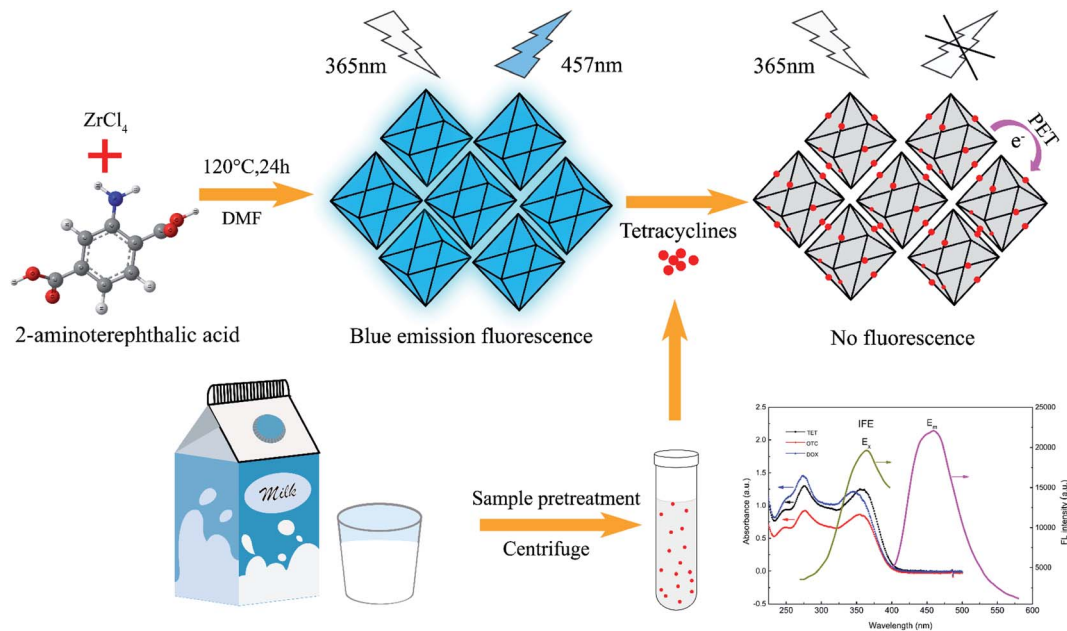 365nm
457nm
365nm
ZrCl4
120°C,24h
DMF
PET
e-
Tetracyclines
2-aminoterephthalic acid
Blue emission fluorescence
No fluorescence
Milk
Sample pretreatment
Centrifuge
TET
OTC
DOX
IFE
Ex
Em
Absorbance (a.u.)
2.5
2.0
1.5
1.0
0.5
0.0
-0.5
FL intensity (a.u.)
25000
20000
15000
10000
5000
250 300 350 400 450 500 550 600
Wavelength (nm)